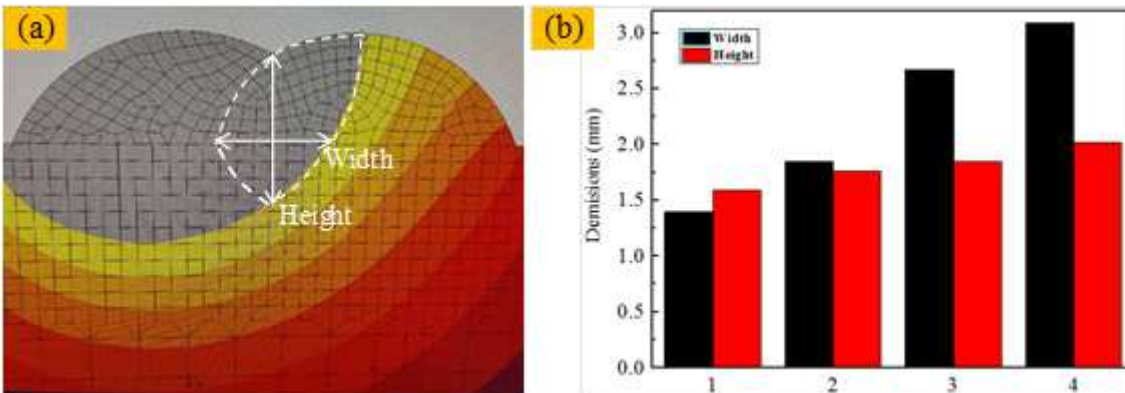 (a)
Width
Height
(b)
Demisions (mm)
3.0
2.5
2.0
1.5
1.0
0.5
0.0
Width
Height
1 2 3 4